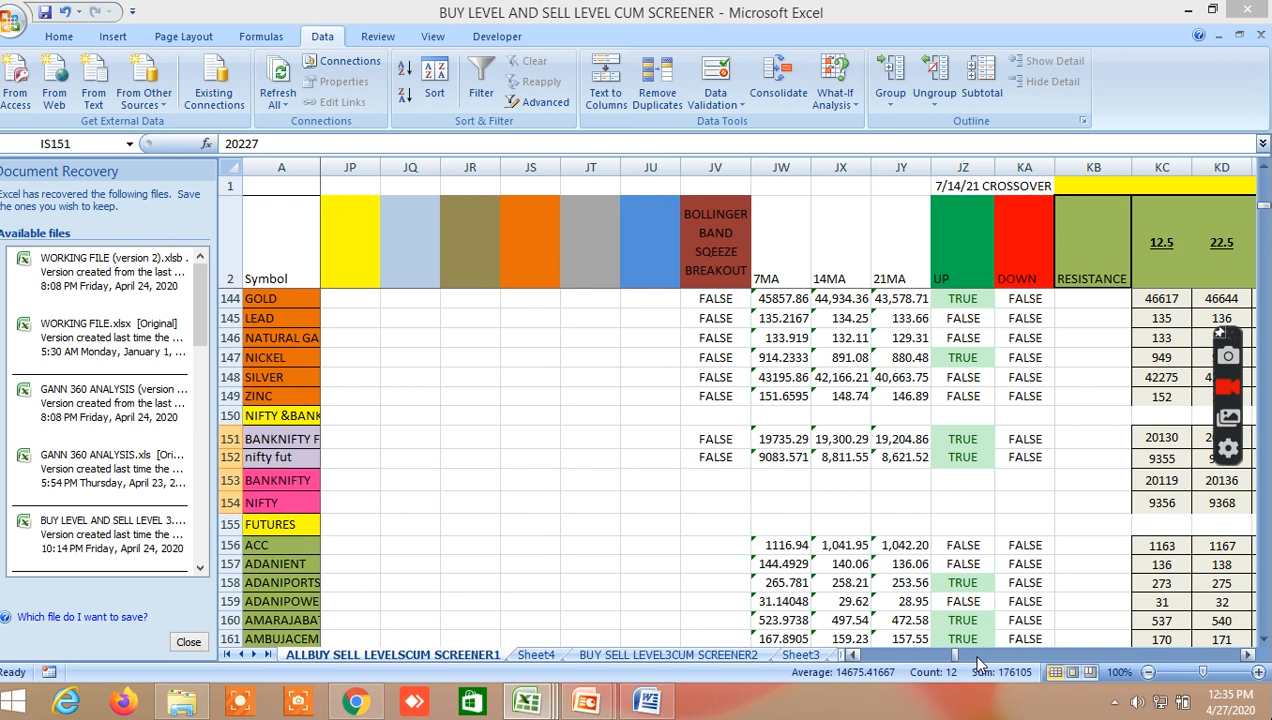 BUY LEVEL AND SELL LEVEL CUM SCREENER - Microsoft Excel
Home Insert Page Layout Formulas Data Review View Developer
From Access
From Web
From Text
From Other Sources
Existing Connections
Get External Data
Refresh All
Connections
Properties
Edit Links
Connections
Sort
Filter
Clear
Reapply
Advanced
Sort & Filter
Text to Columns
Remove Duplicates
Data Validation
Consolidate
What-If Analysis
Data Tools
Group
Ungroup
Subtotal
Show Detail
Hide Detail
Outline
IS151 fx 20227
Document Recovery
Excel has recovered the following files. Save
the ones you wish to keep.
Available files
WORKING FILE (version 2).xlsb .
Version created from the last ...
8:08 PM Friday, April 24, 2020
WORKING FILE.xlsx [Original]
Version created last time the ...
5:30 AM Monday, January 1, ...
GANN 360 ANALYSIS (version ...
Version created from the last ...
8:08 PM Friday, April 24, 2020
GANN 360 ANALYSIS.xls [Ori...
Version created last time the ...
5:54 PM Thursday, April 23, 2...
BUY LEVEL AND SELL LEVEL 3....
Version created last time the ...
10:14 PM Friday, April 24, 2020
Which file do I want to save?
Close
A JP JQ JR JS JT JU JV JW JX JY JZ KA KB KC KD
1 7/14/21 CROSSOVER
2 Symbol BOLLINGER BAND SQEEZE BREAKOUT 7MA 14MA 21MA UP DOWN RESISTANCE 12.5 22.5
144 GOLD FALSE 45857.86 44,934.36 43,578.71 TRUE FALSE 46617 46644
145 LEAD FALSE 135.2167 134.25 133.66 FALSE FALSE 135 136
146 NATURAL GA FALSE 133.919 132.11 129.31 FALSE FALSE 133
147 NICKEL FALSE 914.2333 891.08 880.48 TRUE FALSE 949
148 SILVER FALSE 43195.86 42,166.21 40,663.75 FALSE FALSE 42275
149 ZINC FALSE 151.6595 148.74 146.89 FALSE FALSE 152
150 NIFTY &BANK
151 BANKNIFTY F FALSE 19735.29 19,300.29 19,204.86 TRUE FALSE 20130
152 nifty fut FALSE 9083.571 8,811.55 8,621.52 TRUE FALSE 9355
153 BANKNIFTY 20119 20136
154 NIFTY 9356 9368
155 FUTURES
156 ACC 1116.94 1,041.95 1,042.20 FALSE FALSE 1163 1167
157 ADANIENT 144.4929 140.06 136.06 FALSE FALSE 136 138
158 ADANIPORTS 265.781 258.21 253.56 TRUE FALSE 273 275
159 ADANIPOWE 31.14048 29.62 28.95 FALSE FALSE 31 32
160 AMARAJABAT 523.9738 497.54 472.58 TRUE FALSE 537 540
161 AMBUJACEM 167.8905 159.23 157.55 TRUE FALSE 170 171
ALLBUY SELL LEVELSCUM SCREENER1 Sheet4 BUY SELL LEVEL3CUM SCREENER2 Sheet3
Ready Average: 14675.41667 Count: 12 Sum: 176105 100%
12:35 PM
4/27/2020